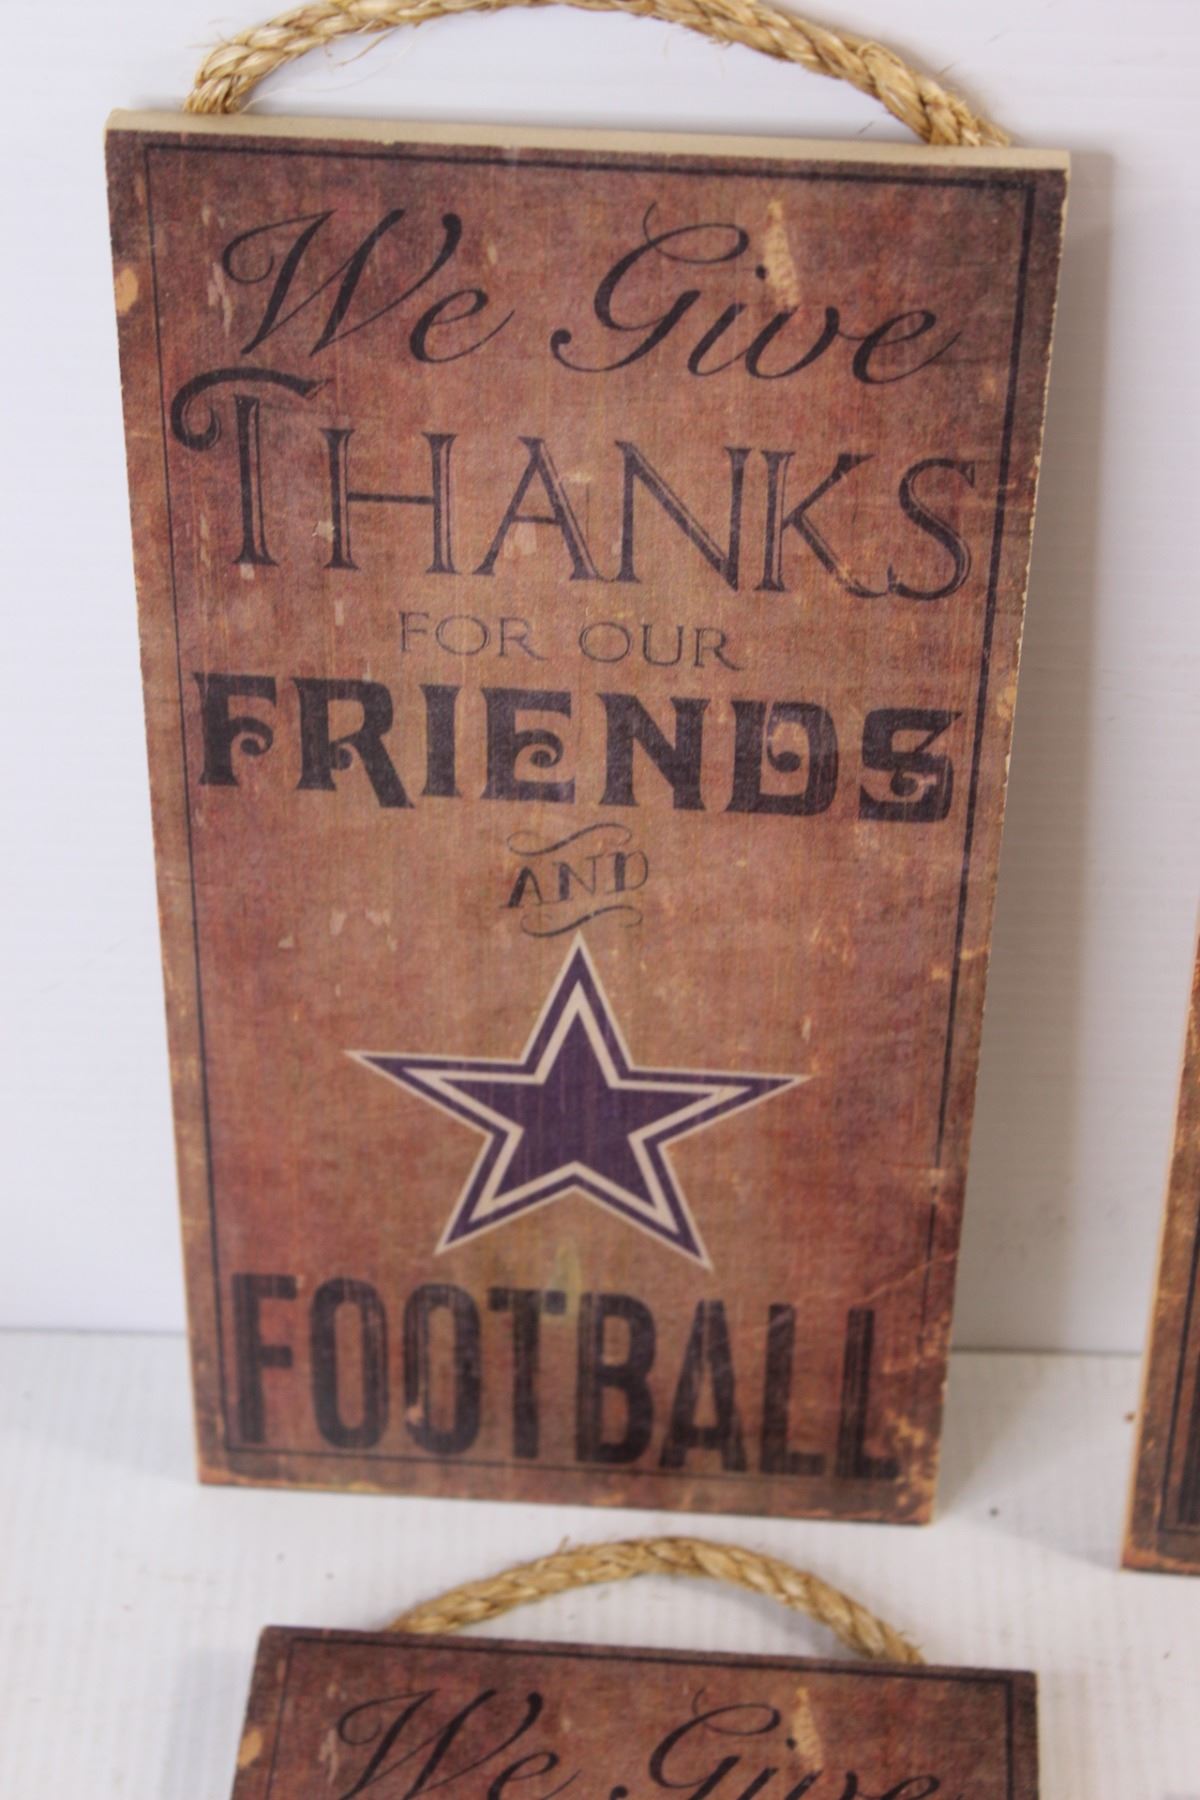 We Give
THANKS
FOR OUR
FRIENDS
AND
FOOTBALL
We Give